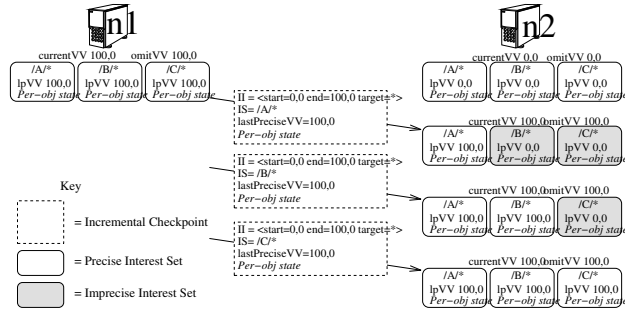 n1
n2
currentVV 100,0 omitVV 100,0
/A/* /B/* /C/*
lpVV 100,0 lpVV 100,0 lpVV 100,0
Per-obj state Per-obj state Per-obj state
currentVV 0,0 omitVV 0,0
/A/* /B/* /C/*
lpVV 0,0 lpVV 0,0 lpVV 0,0
Per-obj state Per-obj state Per-obj state
II = <start=0,0 end=100,0 target=*>
IS= /A/*
lastPreciseVV=100,0
Per-obj state
currentVV 100,0 omitVV 100,0
/A/* /B/* /C/*
lpVV 100,0 lpVV 0,0 lpVV 0,0
Per-obj state Per-obj state Per-obj state
II = <start=0,0 end=100,0 target=*>
IS= /B/*
lastPreciseVV=100,0
Per-obj state
currentVV 100,0 omitVV 100,0
/A/* /B/* /C/*
lpVV 100,0 lpVV 100,0 lpVV 0,0
Per-obj state Per-obj state Per-obj state
II = <start=0,0 end=100,0 target=*>
IS= /C/*
lastPreciseVV=100,0
Per-obj state
currentVV 100,0 omitVV 100,0
/A/* /B/* /C/*
lpVV 100,0 lpVV 100,0 lpVV 100,0
Per-obj state Per-obj state Per-obj state
Key
= Incremental Checkpoint
= Precise Interest Set
= Imprecise Interest Set